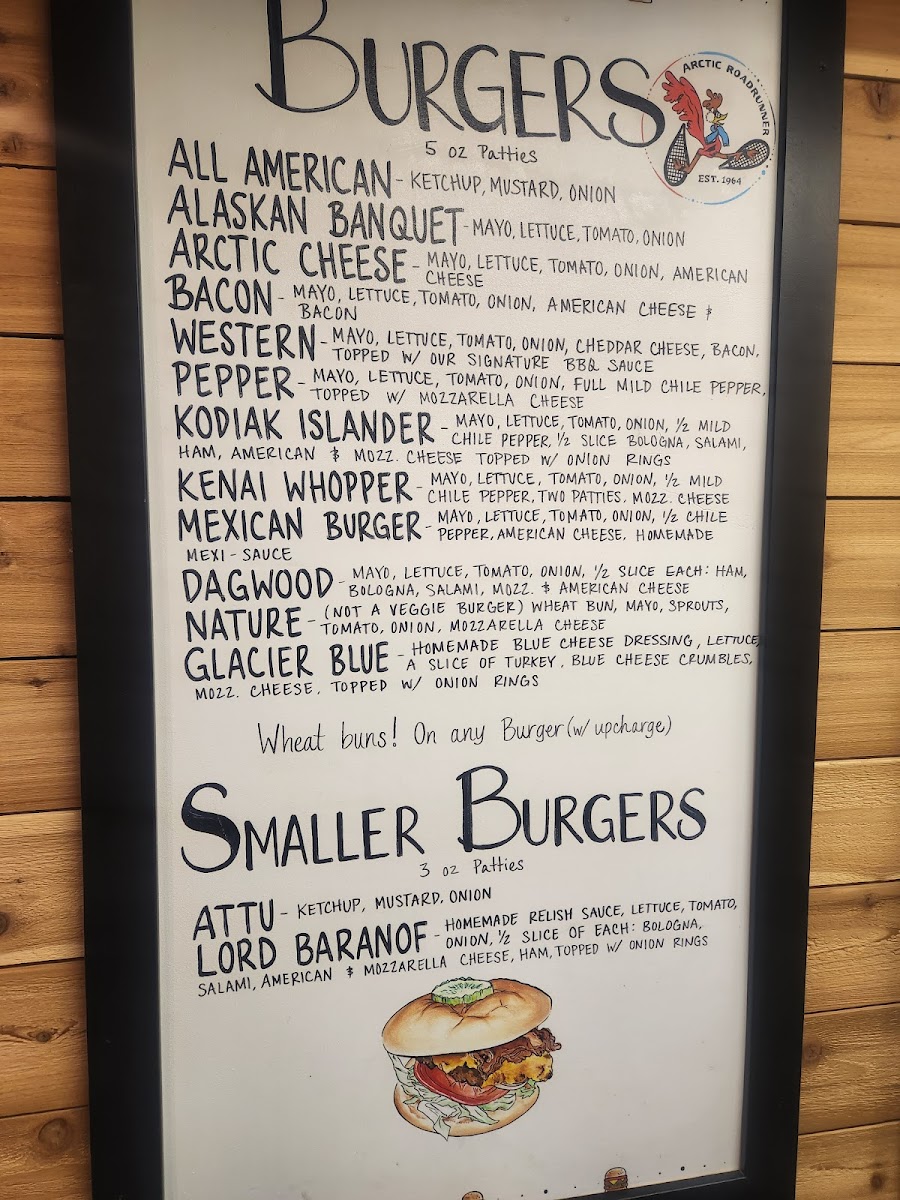 BURGERS
ARCTIC ROADRUNNER
EST. 1964
5 oz Patties
ALL AMERICAN - KETCHUP, MUSTARD, ONION
ALASKAN BANQUET - MAYO, LETTUCE, TOMATO, ONION
ARCTIC CHEESE - MAYO, LETTUCE, TOMATO, ONION, AMERICAN
CHEESE
BACON - MAYO, LETTUCE, TOMATO, ONION, AMERICAN CHEESE &
BACON
WESTERN - MAYO, LETTUCE, TOMATO, ONION, CHEDDAR CHEESE, BACON,
TOPPED W/ OUR SIGNATURE BBQ SAUCE
PEPPER - MAYO, LETTUCE, TOMATO, ONION, FULL MILD CHILE PEPPER,
TOPPED W/ MOZZARELLA CHEESE
KODIAK ISLANDER - MAYO, LETTUCE, TOMATO, ONION, 1/2 MILD
CHILE PEPPER, 1/2 SLICE BOLOGNA, SALAMI,
HAM, AMERICAN & MOZZ. CHEESE TOPPED W/ ONION RINGS
KENAI WHOPPER - MAYO, LETTUCE, TOMATO, ONION, 1/2 MILD
CHILE PEPPER, TWO PATTIES. MOZZ. CHEESE
MEXICAN BURGER - MAYO, LETTUCE, TOMATO, ONION, 1/2 CHILE
PEPPER, AMERICAN CHEESE. HOMEMADE
MEXI-SAUCE
DAGWOOD - MAYO, LETTUCE, TOMATO, ONION, 1/2 SLICE EACH: HAM,
BOLOGNA, SALAMI, MOZZ. & AMERICAN CHEESE
NATURE - (NOT A VEGGIE BURGER) WHEAT BUN, MAYO, SPROUTS,
TOMATO, ONION, MOZZARELLA CHEESE
GLACIER BLUE - HOMEMADE BLUE CHEESE DRESSING, LETTUCE,
A SLICE OF TURKEY, BLUE CHEESE CRUMBLES,
MOZZ. CHEESE, TOPPED W/ ONION RINGS
Wheat buns! On any Burger (w/ upcharge)
SMALLER BURGERS
3 oz Patties
ATTU - KETCHUP, MUSTARD, ONION
LORD BARANOF - HOMEMADE RELISH SAUCE, LETTUCE, TOMATO,
ONION, 1/2 SLICE OF EACH: BOLOGNA,
SALAMI, AMERICAN & MOZZARELLA CHEESE, HAM, TOPPED W/ ONION RINGS